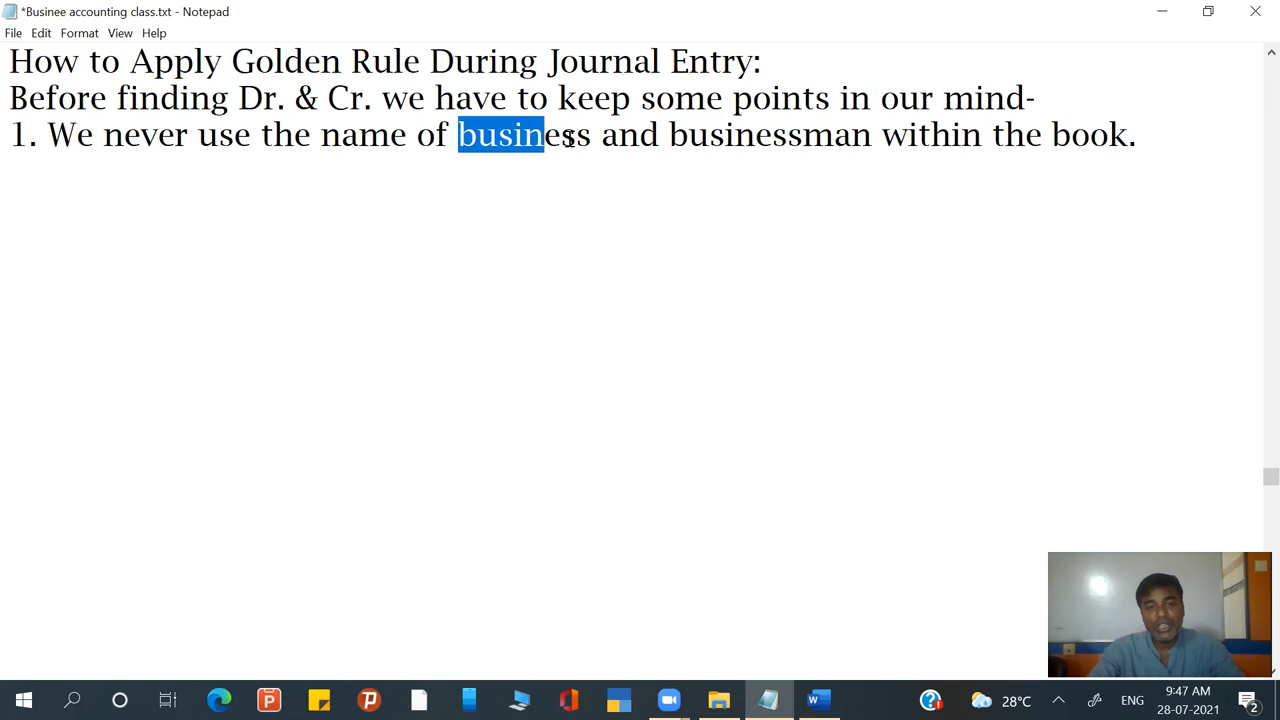 *Businee accounting class.txt - Notepad
File Edit Format View Help
How to Apply Golden Rule During Journal Entry:
Before finding Dr. & Cr. we have to keep some points in our mind-
1. We never use the name of business and businessman within the book.
28°C ENG 9:47 AM
28-07-2021
2